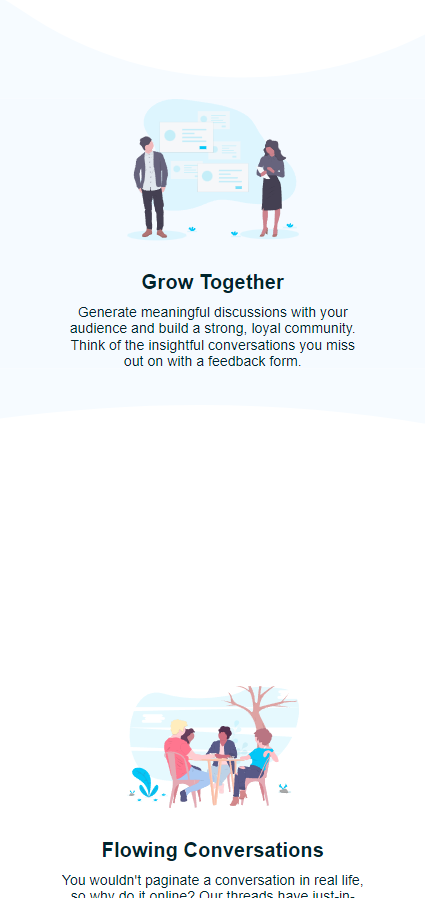 Grow Together
Generate meaningful discussions with your
audience and build a strong, loyal community.
Think of the insightful conversations you miss
out on with a feedback form.
Flowing Conversations
You wouldn't paginate a conversation in real life,
so why do it online? Our threads have just-in-